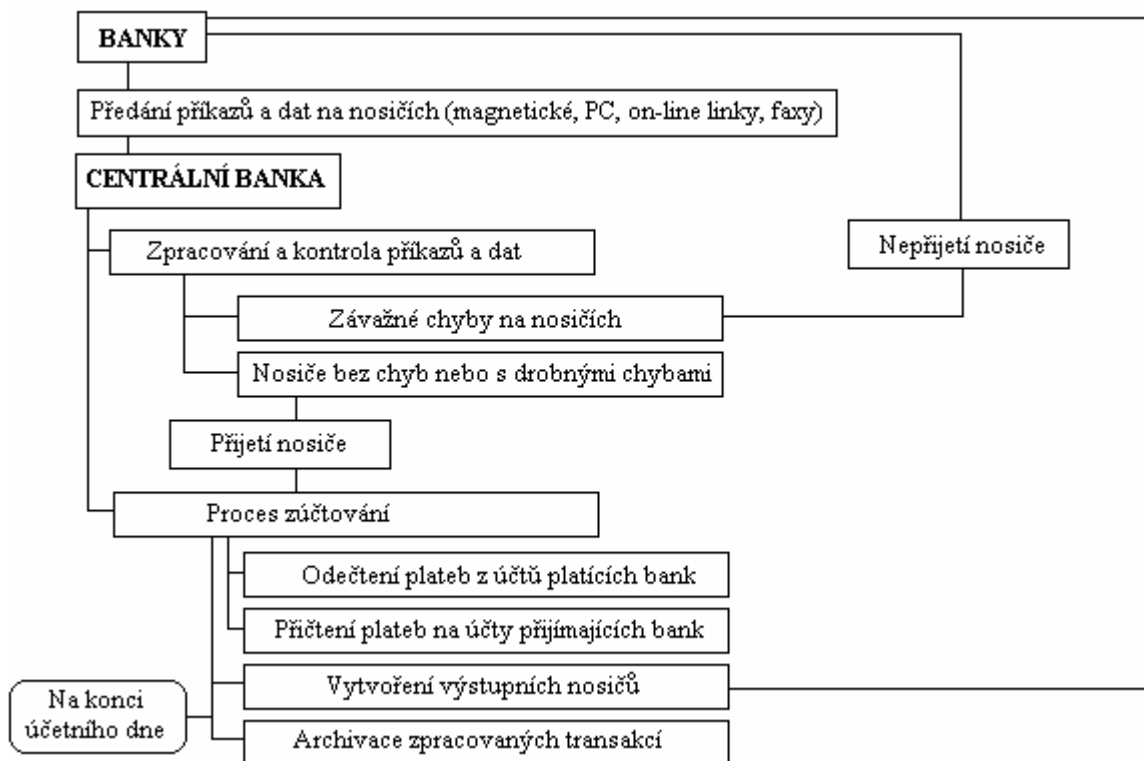 BANKY
Předání příkazů a dat na nosičích (magnetické, PC, on-line linky, faxy)
CENTRÁLNÍ BANKA
Zpracování a kontrola příkazů a dat
Nepřijetí nosiče
Závažné chyby na nosičích
Nosiče bez chyb nebo s drobnými chybami
Přijetí nosiče
Proces zúčtování
Odečtení plateb z účtů platících bank
Přičtení plateb na účty přijímajících bank
Vytvoření výstupních nosičů
Na konci
účetního dne
Archivace zpracovaných transakcí